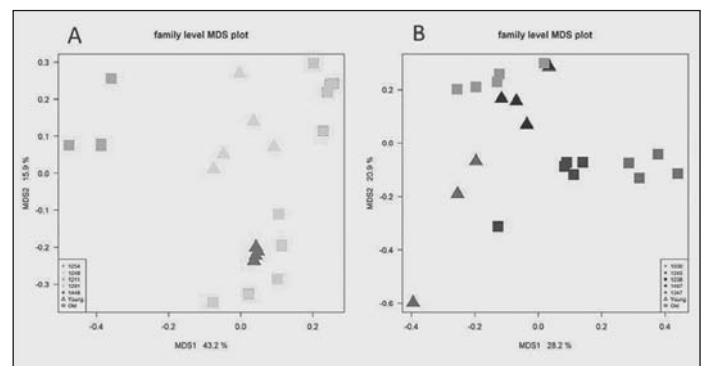 A
family level MDS plot
0.3
0.2
0.1
0.0
-0.1
-0.2
-0.3
MDS2 15.9 %
-0.4 -0.2 0.0 0.2
MDS1 43.2 %
Young
Old
B
family level MDS plot
0.2
0.0
-0.2
-0.4
-0.6
MDS2 20.9 %
-0.4 -0.2 0.0 0.2 0.4
MDS1 28.2 %
Young
Old